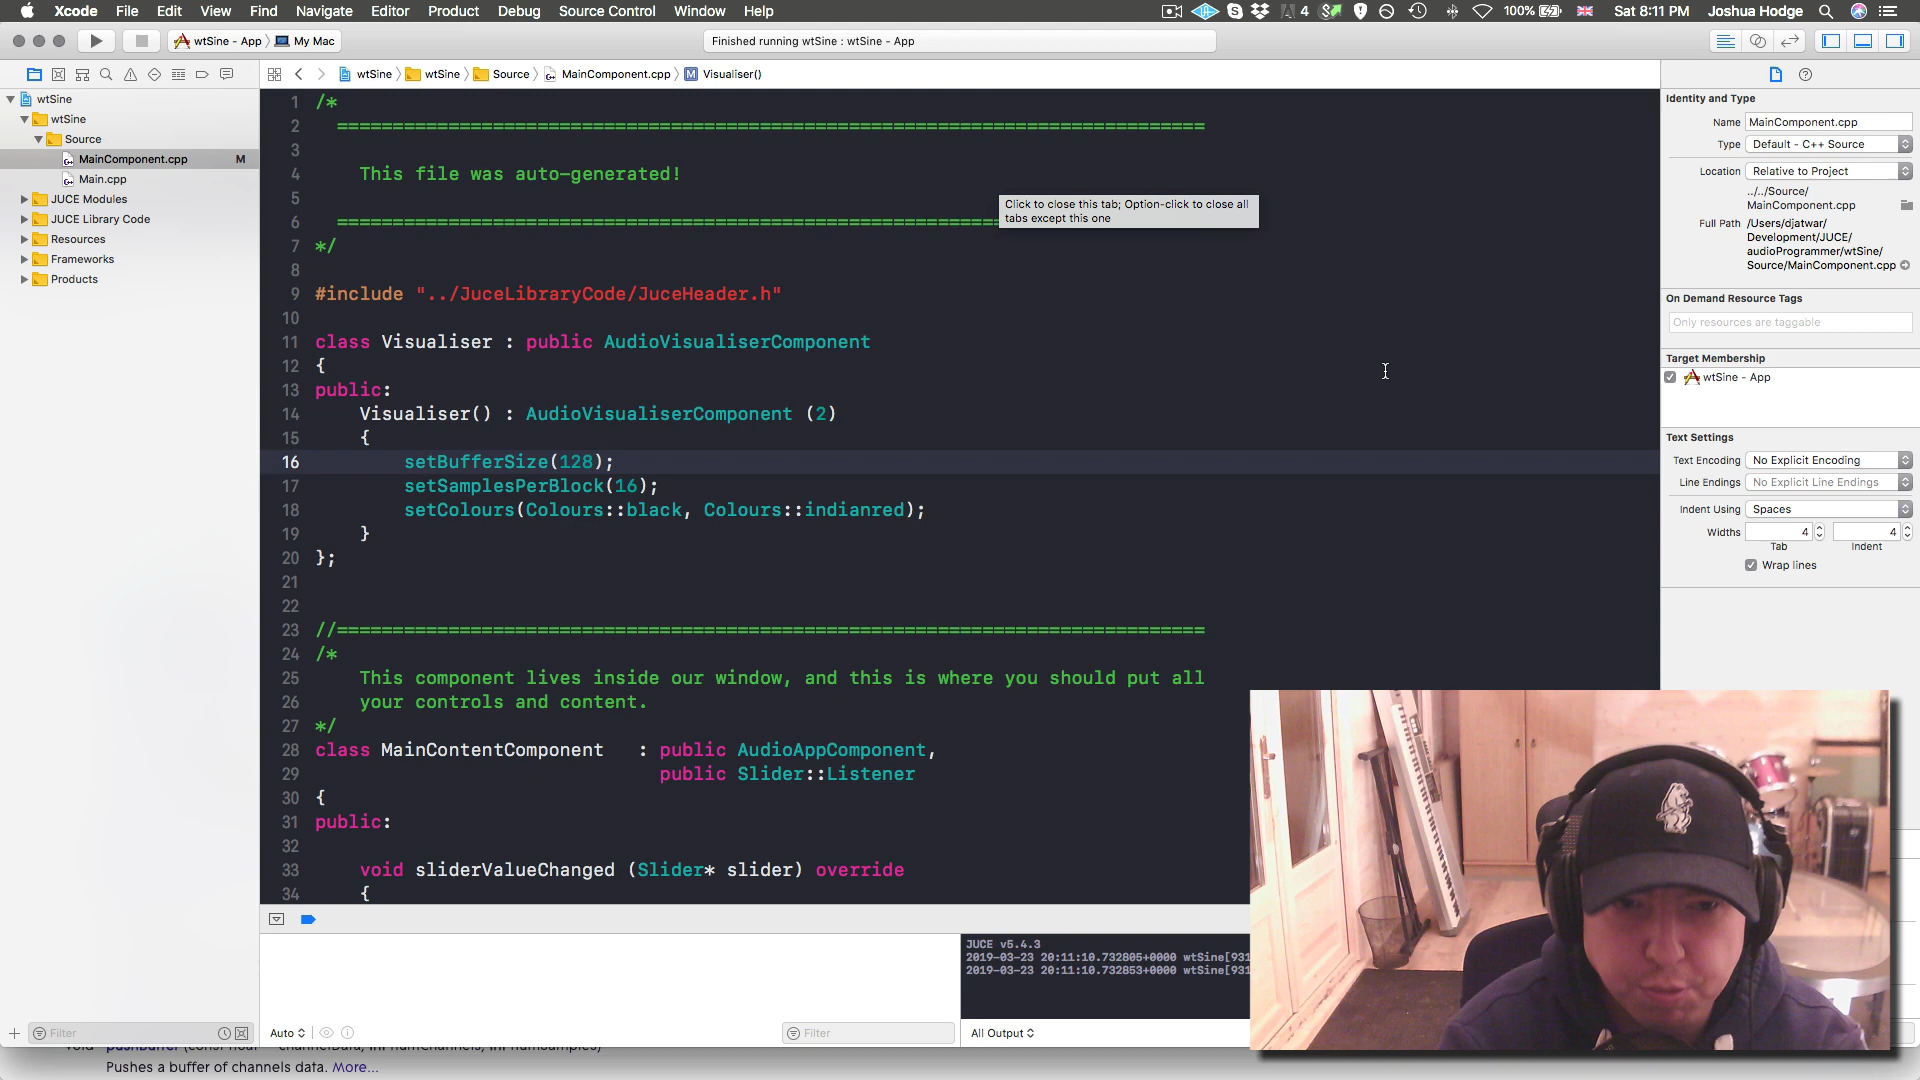 Xcode File Edit View Find Navigate Editor Product Debug Source Control Window Help 4 100% Sat 8:11 PM Joshua Hodge
wtSine - App My Mac Finished running wtSine : wtSine - App
wtSine wtSine Source MainComponent.cpp M Visualiser()
wtSine
wtSine
Source
MainComponent.cpp M
Main.cpp
JUCE Modules
JUCE Library Code
Resources
Frameworks
Products
1 /*
2 ==============================================================================
3
4 This file was auto-generated!
5
6 ==============================================================================
7 */
8
9 #include "../JuceLibraryCode/JuceHeader.h"
10
11 class Visualiser : public AudioVisualiserComponent
12 {
13 public:
14 Visualiser() : AudioVisualiserComponent (2)
15 {
16 setBufferSize(128);
17 setSamplesPerBlock(16);
18 setColours(Colours::black, Colours::indianred);
19 }
20 };
21
22
23 //==============================================================================
24 /*
25 This component lives inside our window, and this is where you should put all
26 your controls and content.
27 */
28 class MainContentComponent : public AudioAppComponent,
29 public Slider::Listener
30 {
31 public:
32
33 void sliderValueChanged (Slider* slider) override
34 {
Click to close this tab; Option-click to close all
tabs except this one
Identity and Type
Name MainComponent.cpp
Type Default - C++ Source
Location Relative to Project
../../Source/
MainComponent.cpp
Full Path /Users/djatwar/
Development/JUCE/
audioProgrammer/wtSine/
Source/MainComponent.cpp
On Demand Resource Tags
Only resources are taggable
Target Membership
wtSine - App
Text Settings
Text Encoding No Explicit Encoding
Line Endings No Explicit Line Endings
Indent Using Spaces
Widths 4 4
Tab Indent
Wrap lines
JUCE v5.4.3
2019-03-23 20:11:10.732805+0000 wtSine[931
2019-03-23 20:11:10.732853+0000 wtSine[931
Filter Auto Filter All Output
Pushes a buffer of channels data. More...